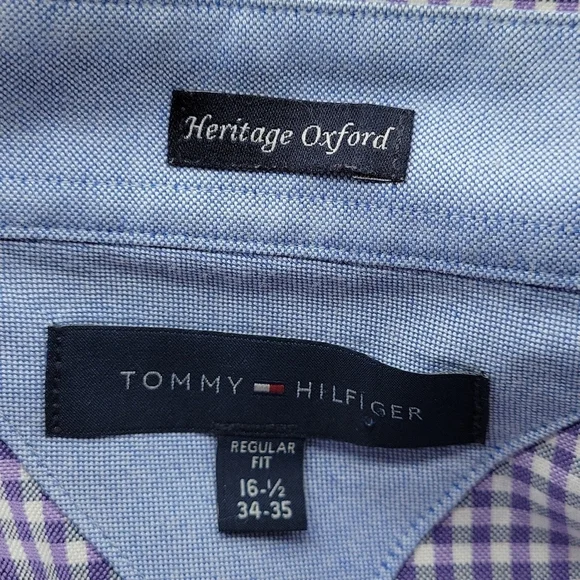 Heritage Oxford
TOMMY HILFIGER
REGULAR
FIT
16-½
34-35